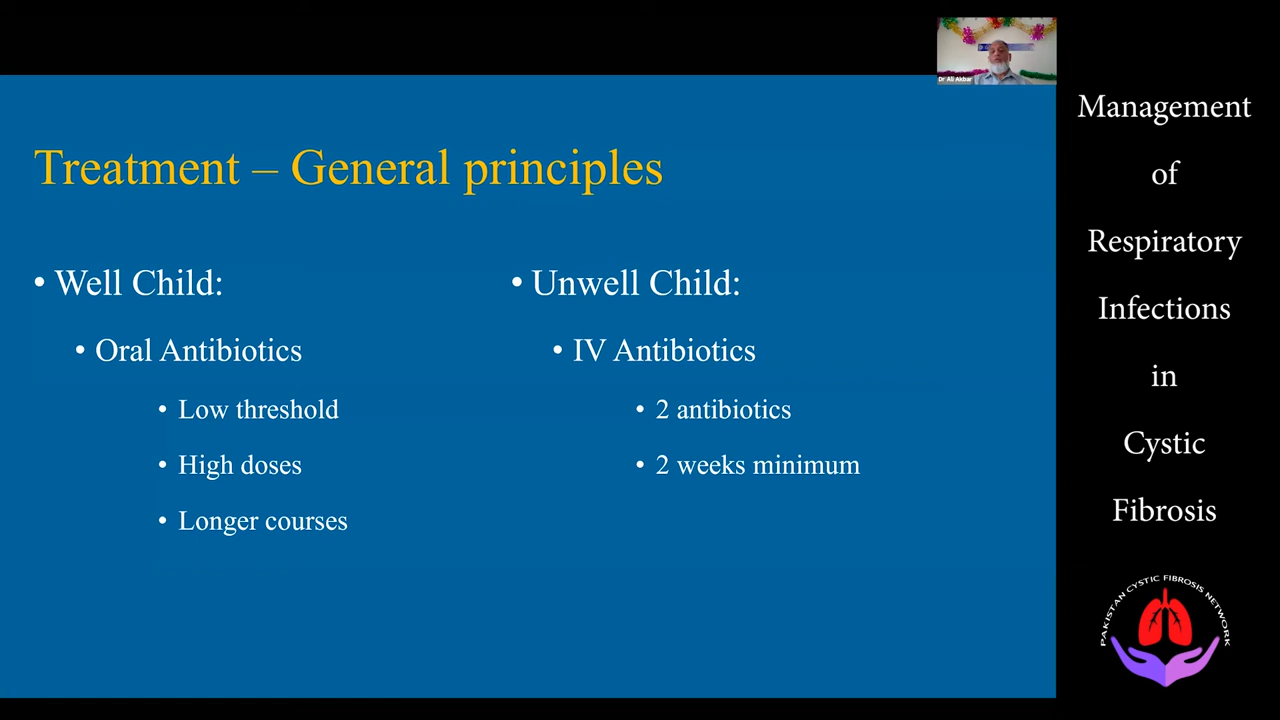 Treatment – General principles
• Well Child:
• Oral Antibiotics
• Low threshold
• High doses
• Longer courses
• Unwell Child:
• IV Antibiotics
• 2 antibiotics
• 2 weeks minimum
Dr Ali Akbar
Management
of
Respiratory
Infections
in
Cystic
Fibrosis
PAKISTAN CYSTIC FIBROSIS NETWORK